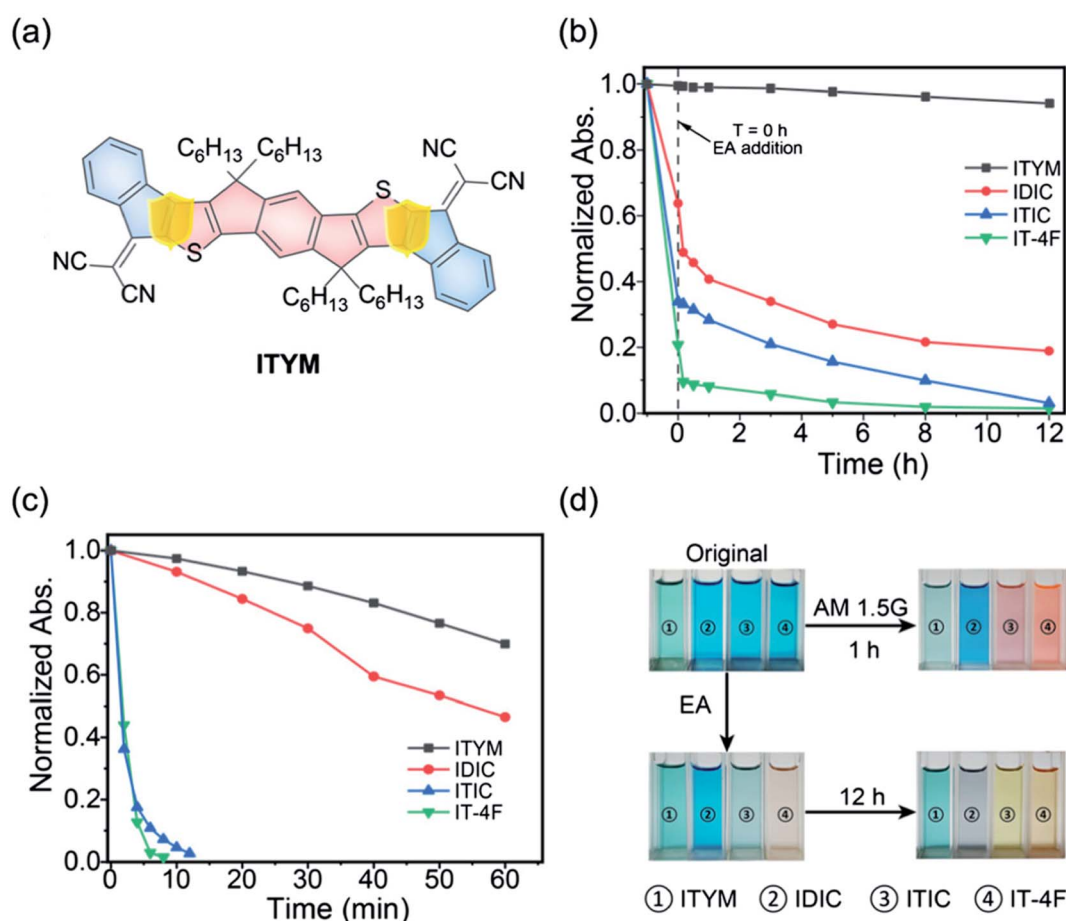 (a)
C6H13
C6H13
NC
CN
S
S
NC
CN
C6H13
C6H13
ITYM
(b)
Normalized Abs.
1.0
0.8
0.6
0.4
0.2
0.0
T = 0 h
EA addition
ITYM
IDIC
ITIC
IT-4F
0 2 4 6 8 10 12
Time (h)
(c)
Normalized Abs.
1.0
0.8
0.6
0.4
0.2
0.0
ITYM
IDIC
ITIC
IT-4F
0 10 20 30 40 50 60
Time (min)
(d)
Original
① ② ③ ④
AM 1.5G
1 h
① ② ③ ④
EA
① ② ③ ④
12 h
① ② ③ ④
① ITYM ② IDIC ③ ITIC ④ IT-4F